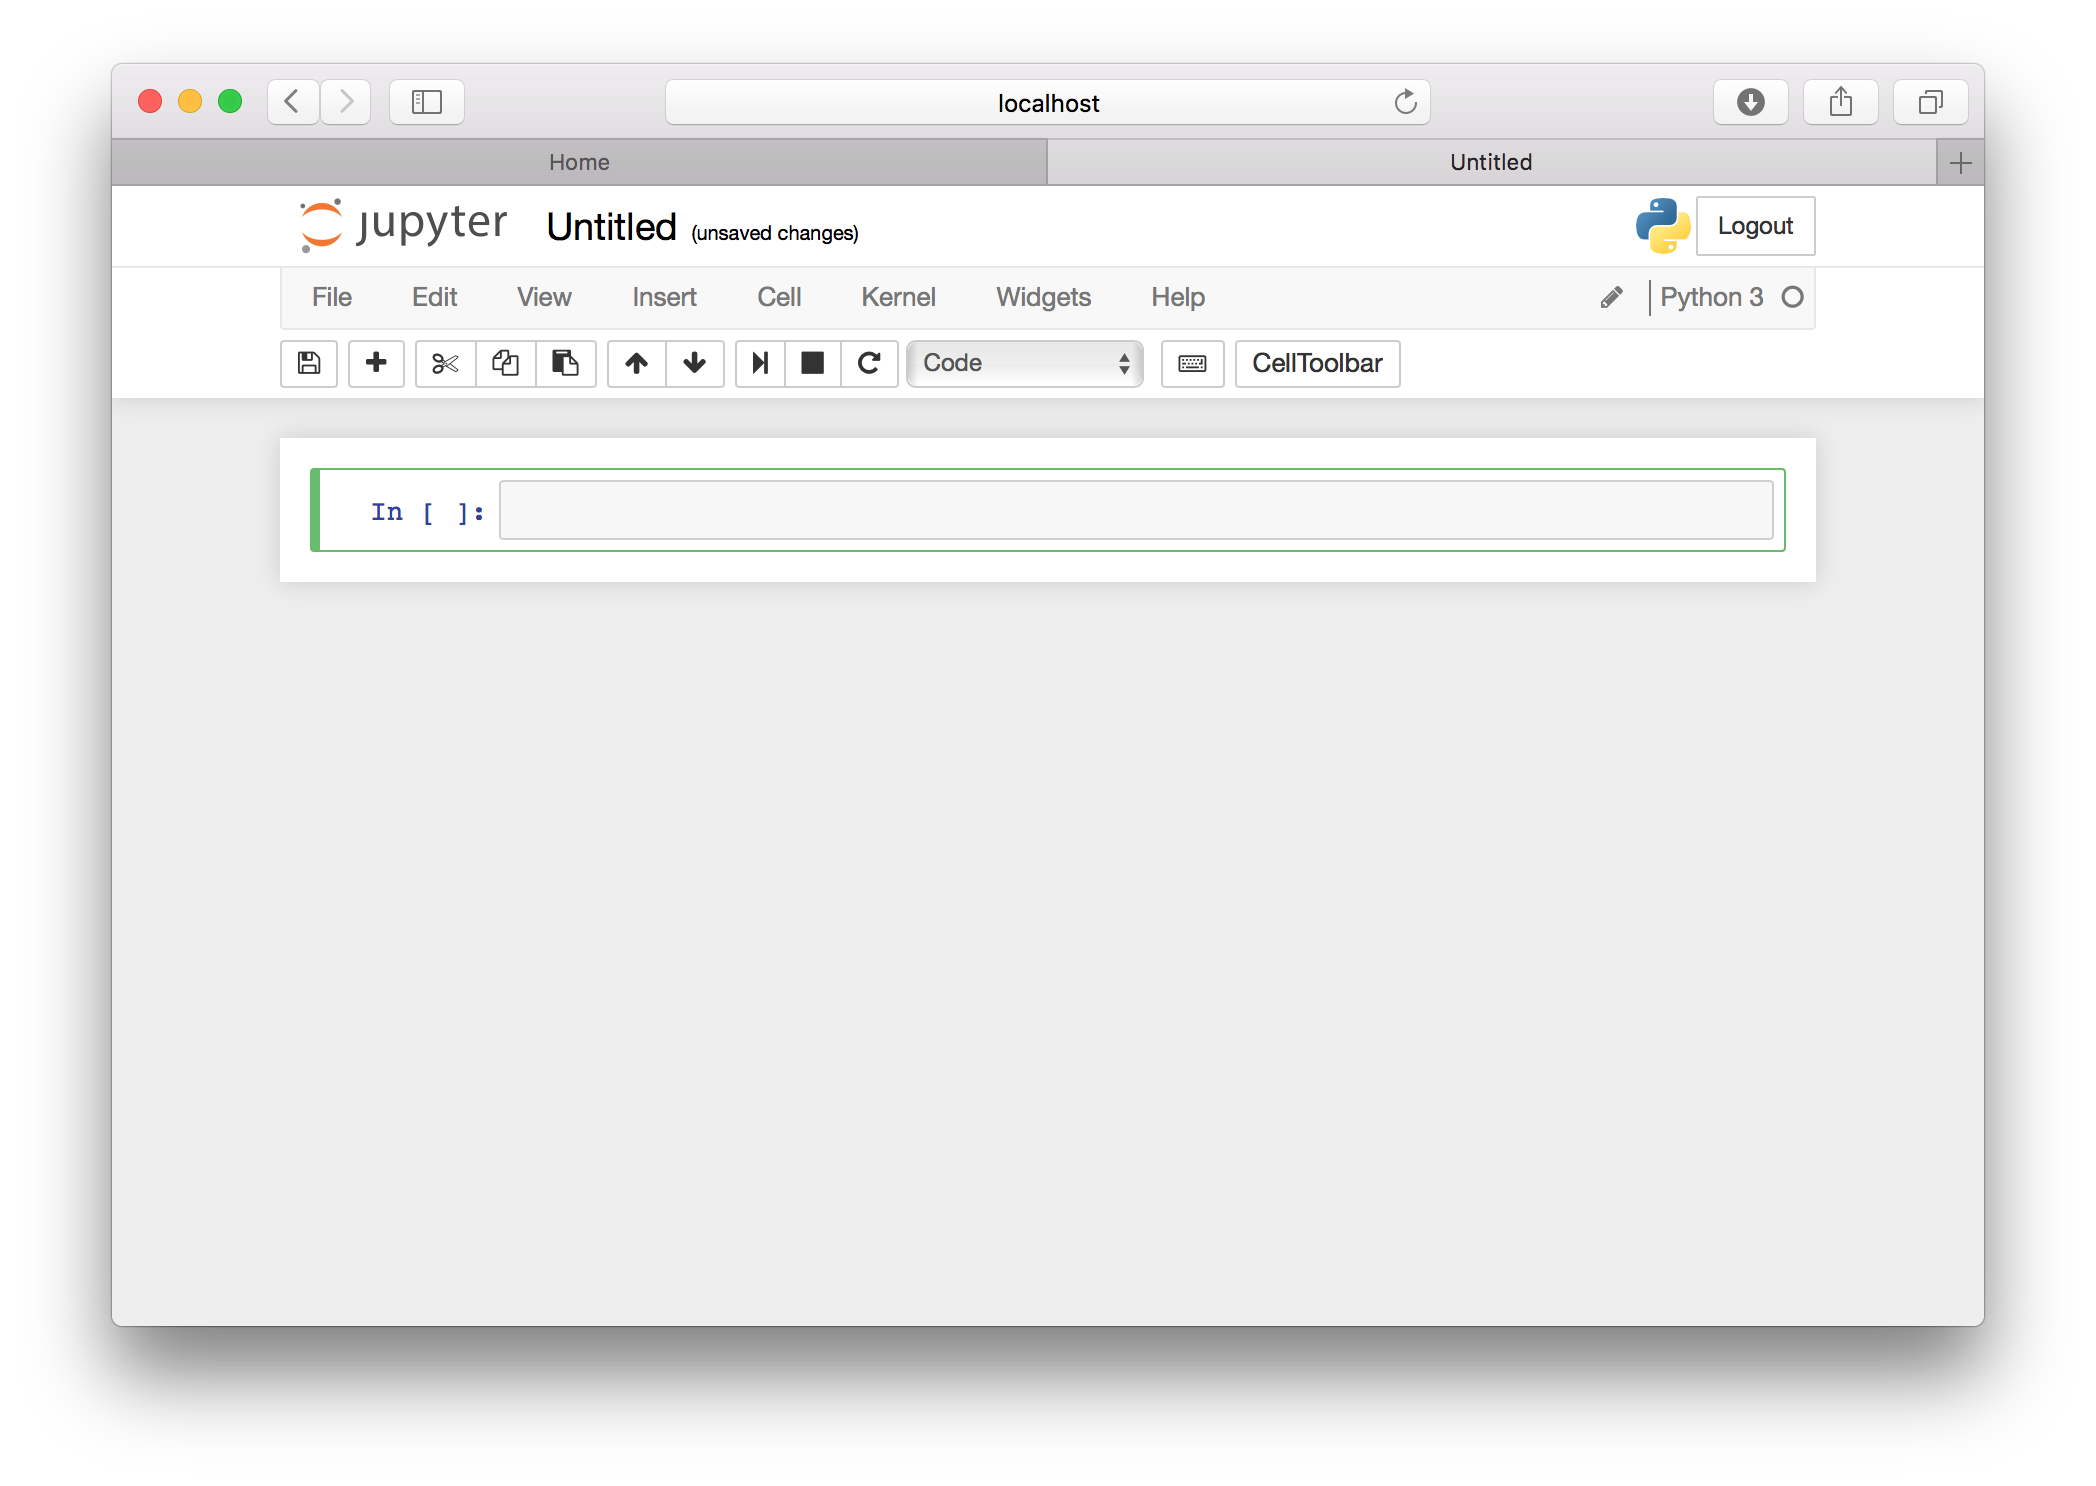 localhost
Home Untitled
jupyter Untitled (unsaved changes) Logout
File Edit View Insert Cell Kernel Widgets Help Python 3
Code CellToolbar
In [ ]: